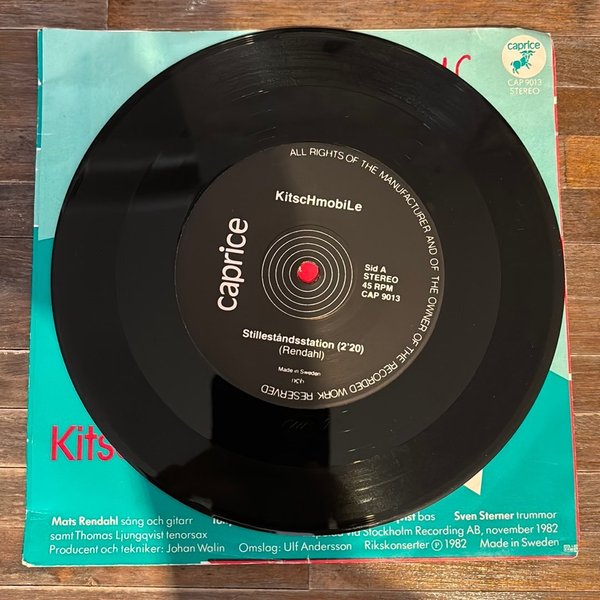 caprice
CAP 9013
STEREO
ALL RIGHTS OF THE MANUFACTURER AND OF THE OWNER OF THE RECORDED WORK RESERVED
KitscHmobiLe
caprice
Sid A
STEREO
45 RPM
CAP 9013
Stilleståndsstation (2'20)
(Rendahl)
Made in Sweden
Mats Rendahl sång och gitarr bas Sven Sterner trummor
samt Thomas Ljungqvist tenorsax Stockholm Recording AB, november 1982
Producent och tekniker: Johan Walin Omslag: Ulf Andersson Rikskonserter ℗ 1982 Made in Sweden